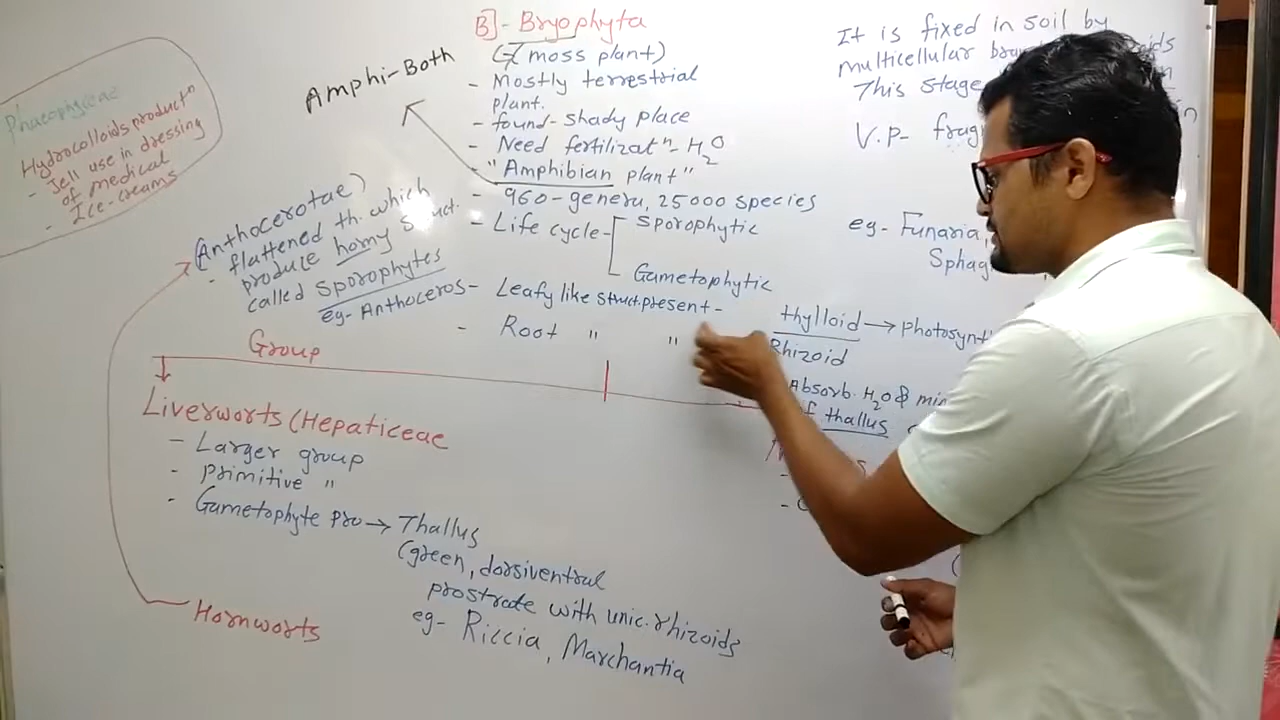 B]- Bryophyta
(moss plant)
- Mostly terrestrial
plant.
- found-shady place
- Need fertilizatⁿ- H2O
"Amphibian plant"
- 960-genera, 25000 species
- Life cycle-
Sporophytic
Gametophytic
- Leafy like struct. present-
thylloid → photosynt
- Root " "
Rhizoid
Absorb. H2O & min
if thallus
Amphi-Both
Phaeophyceae
Hydrocolloids productⁿ
- Jell use in dressing
of medical
- Ice-creams
(Anthocerotae)
- flattened th. which
produce horny struct.
called sporophytes
eg- Anthoceros
Group
Liverworts (Hepaticeae
- Larger group
- primitive "
- Gametophyte pro → Thallus
(green, dorsiventral
prostrate with unic. rhizoids
eg- Riccia, Marchantia
Hornworts
It is fixed in soil by
multicellular
This stage
V.P- frag
eg- Funaria,
Sphag